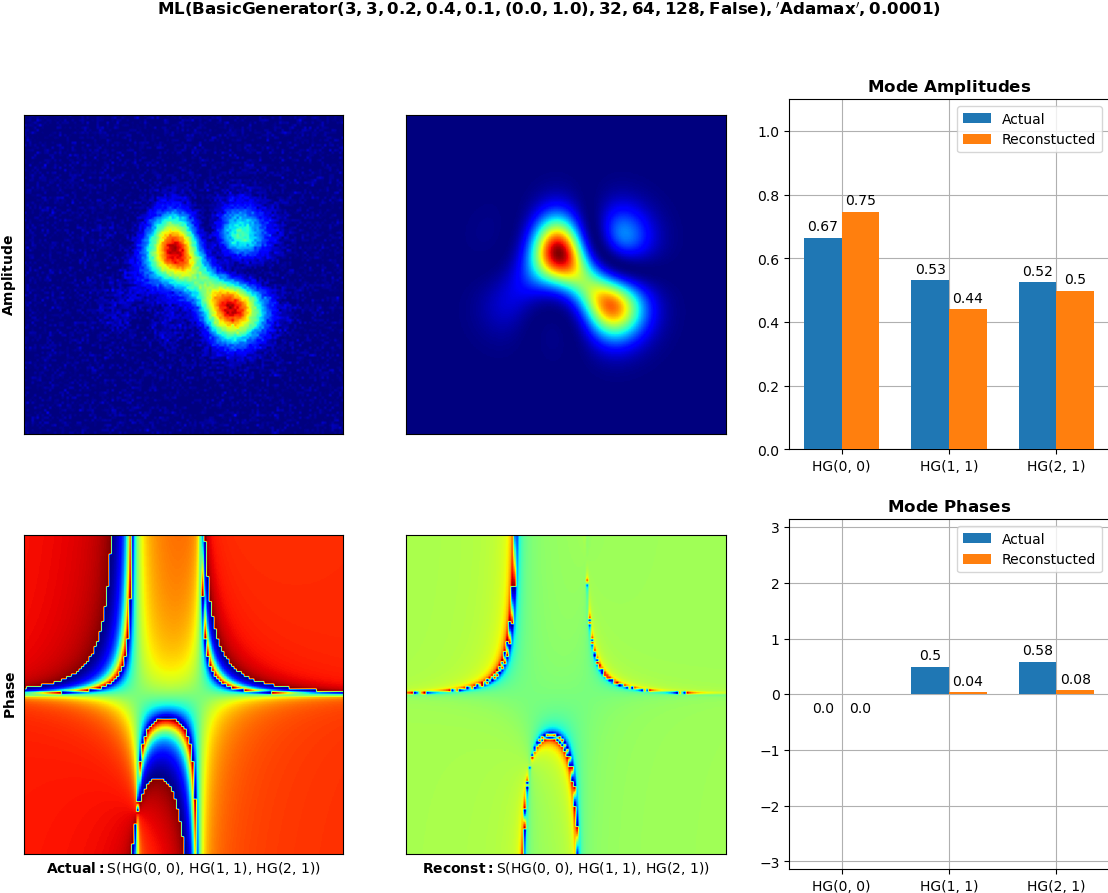 ML(BasicGenerator(3, 3, 0.2, 0.4, 0.1, (0.0, 1.0), 32, 64, 128, False), ′Adamax′, 0.0001)
Amplitude
Mode Amplitudes
Actual
Reconstucted
1.0
0.8
0.6
0.4
0.2
0.0
0.67
0.75
0.53
0.44
0.52
0.5
HG(0, 0)
HG(1, 1)
HG(2, 1)
Phase
Actual: S(HG(0, 0), HG(1, 1), HG(2, 1))
Reconst: S(HG(0, 0), HG(1, 1), HG(2, 1))
Mode Phases
Actual
Reconstucted
3
2
1
0
−1
−2
−3
0.0
0.0
0.5
0.04
0.58
0.08
HG(0, 0)
HG(1, 1)
HG(2, 1)